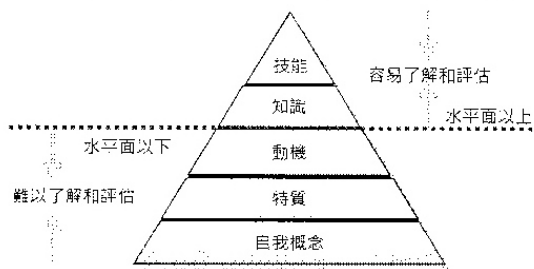 技能
容易了解和評估
知識
水平面以上
水平面以下
動機
難以了解和評估
特質
自我概念